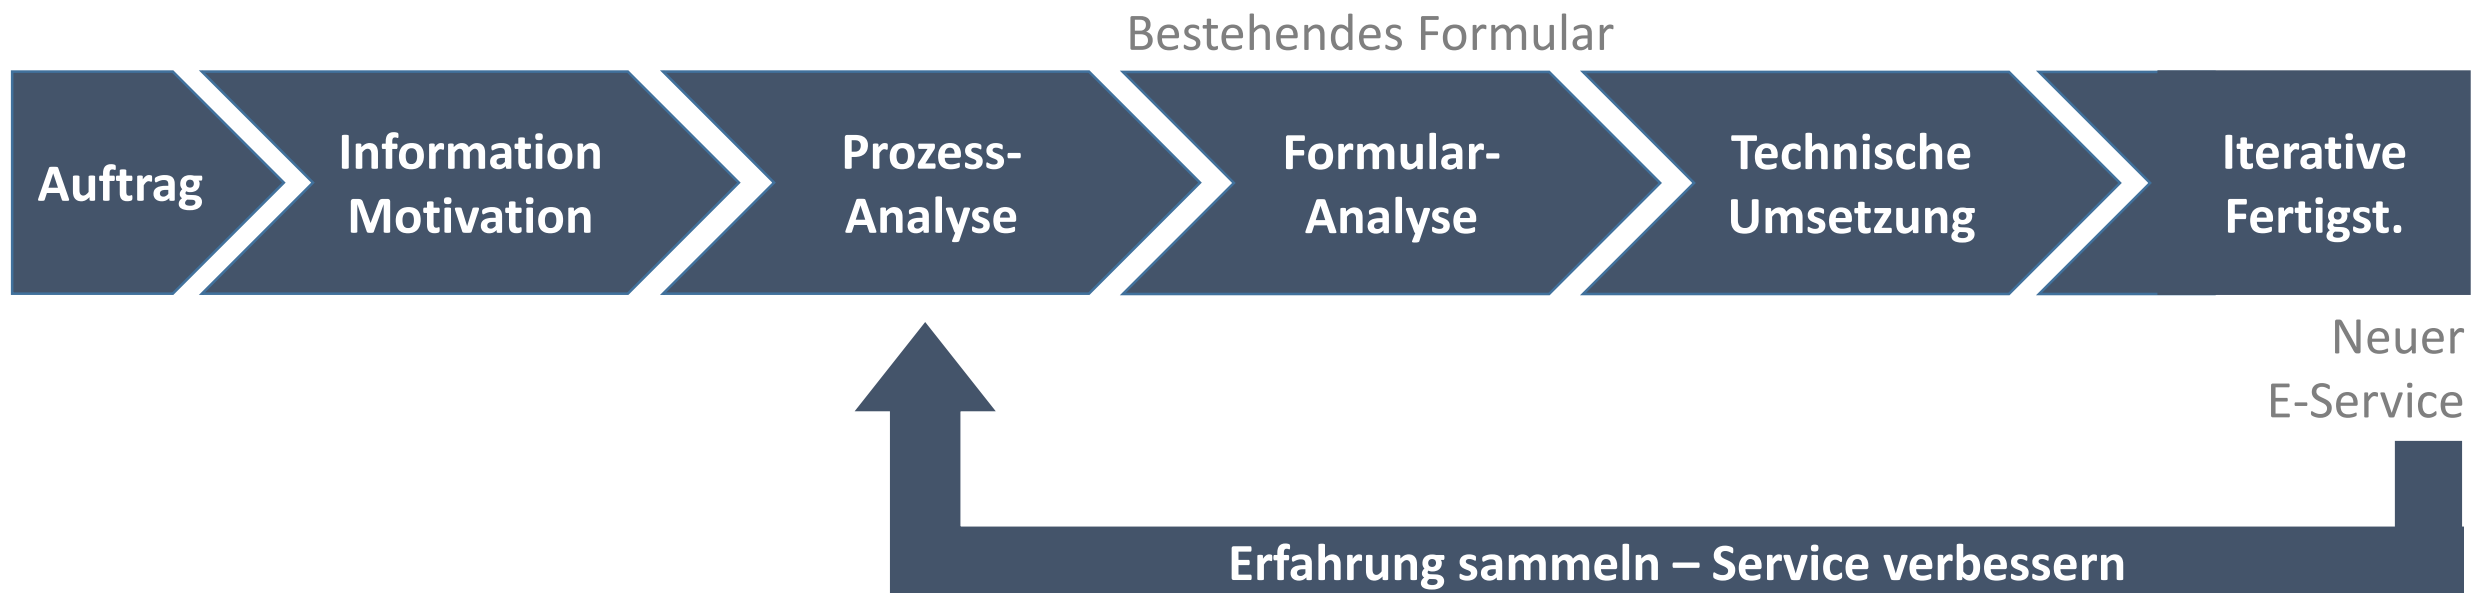 Bestehendes Formular
Auftrag
Information
Motivation
Prozess-
Analyse
Formular-
Analyse
Technische
Umsetzung
Iterative
Fertigst.
Neuer
E-Service
Erfahrung sammeln – Service verbessern